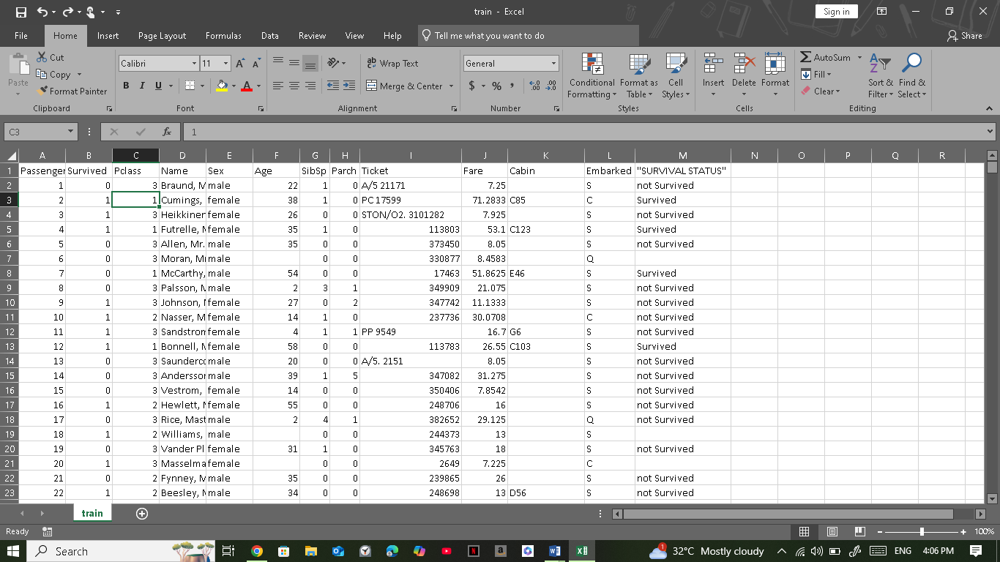 train - Excel
Sign in
File Home Insert Page Layout Formulas Data Review View Help Tell me what you want to do Share
Paste
Cut
Copy
Format Painter
Clipboard
Calibri 11
B I U
Font
Wrap Text
Merge & Center
Alignment
General
$ % ,
Number
Conditional Formatting
Format as Table
Cell Styles
Styles
Insert Delete Format
Cells
AutoSum
Fill
Clear
Sort & Filter
Find & Select
Editing
C3 fx 1
A B C D E F G H I J K L M N O P Q R
1 Passenger Survived Pclass Name Sex Age SibSp Parch Ticket Fare Cabin Embarked "SURVIVAL STATUS"
2 1 0 3 Braund, M male 22 1 0 A/5 21171 7.25 S not Survived
3 2 1 1 Cumings, female 38 1 0 PC 17599 71.2833 C85 C Survived
4 3 1 3 Heikkinen female 26 0 0 STON/O2. 3101282 7.925 S not Survived
5 4 1 1 Futrelle, M female 35 1 0 113803 53.1 C123 S Survived
6 5 0 3 Allen, Mr. male 35 0 0 373450 8.05 S not Survived
7 6 0 3 Moran, Mr male 0 0 330877 8.4583 Q
8 7 0 1 McCarthy, male 54 0 0 17463 51.8625 E46 S Survived
9 8 0 3 Palsson, M male 2 3 1 349909 21.075 S not Survived
10 9 1 3 Johnson, female 27 0 2 347742 11.1333 S not Survived
11 10 1 2 Nasser, M female 14 1 0 237736 30.0708 C not Survived
12 11 1 3 Sandstrom female 4 1 1 PP 9549 16.7 G6 S not Survived
13 12 1 1 Bonnell, M female 58 0 0 113783 26.55 C103 S Survived
14 13 0 3 Saunderco male 20 0 0 A/5. 2151 8.05 S not Survived
15 14 0 3 Andersson male 39 1 5 347082 31.275 S not Survived
16 15 0 3 Vestrom, female 14 0 0 350406 7.8542 S not Survived
17 16 1 2 Hewlett, female 55 0 0 248706 16 S not Survived
18 17 0 3 Rice, Mast male 2 4 1 382652 29.125 Q not Survived
19 18 1 2 Williams, male 0 0 244373 13 S
20 19 0 3 Vander Pl female 31 1 0 345763 18 S not Survived
21 20 1 3 Masselma female 0 0 2649 7.225 C
22 21 0 2 Fynney, M male 35 0 0 239865 26 S not Survived
23 22 1 2 Beesley, M male 34 0 0 248698 13 D56 S not Survived
train
Ready 100%
Search 1 32°C Mostly cloudy ENG 4:06 PM